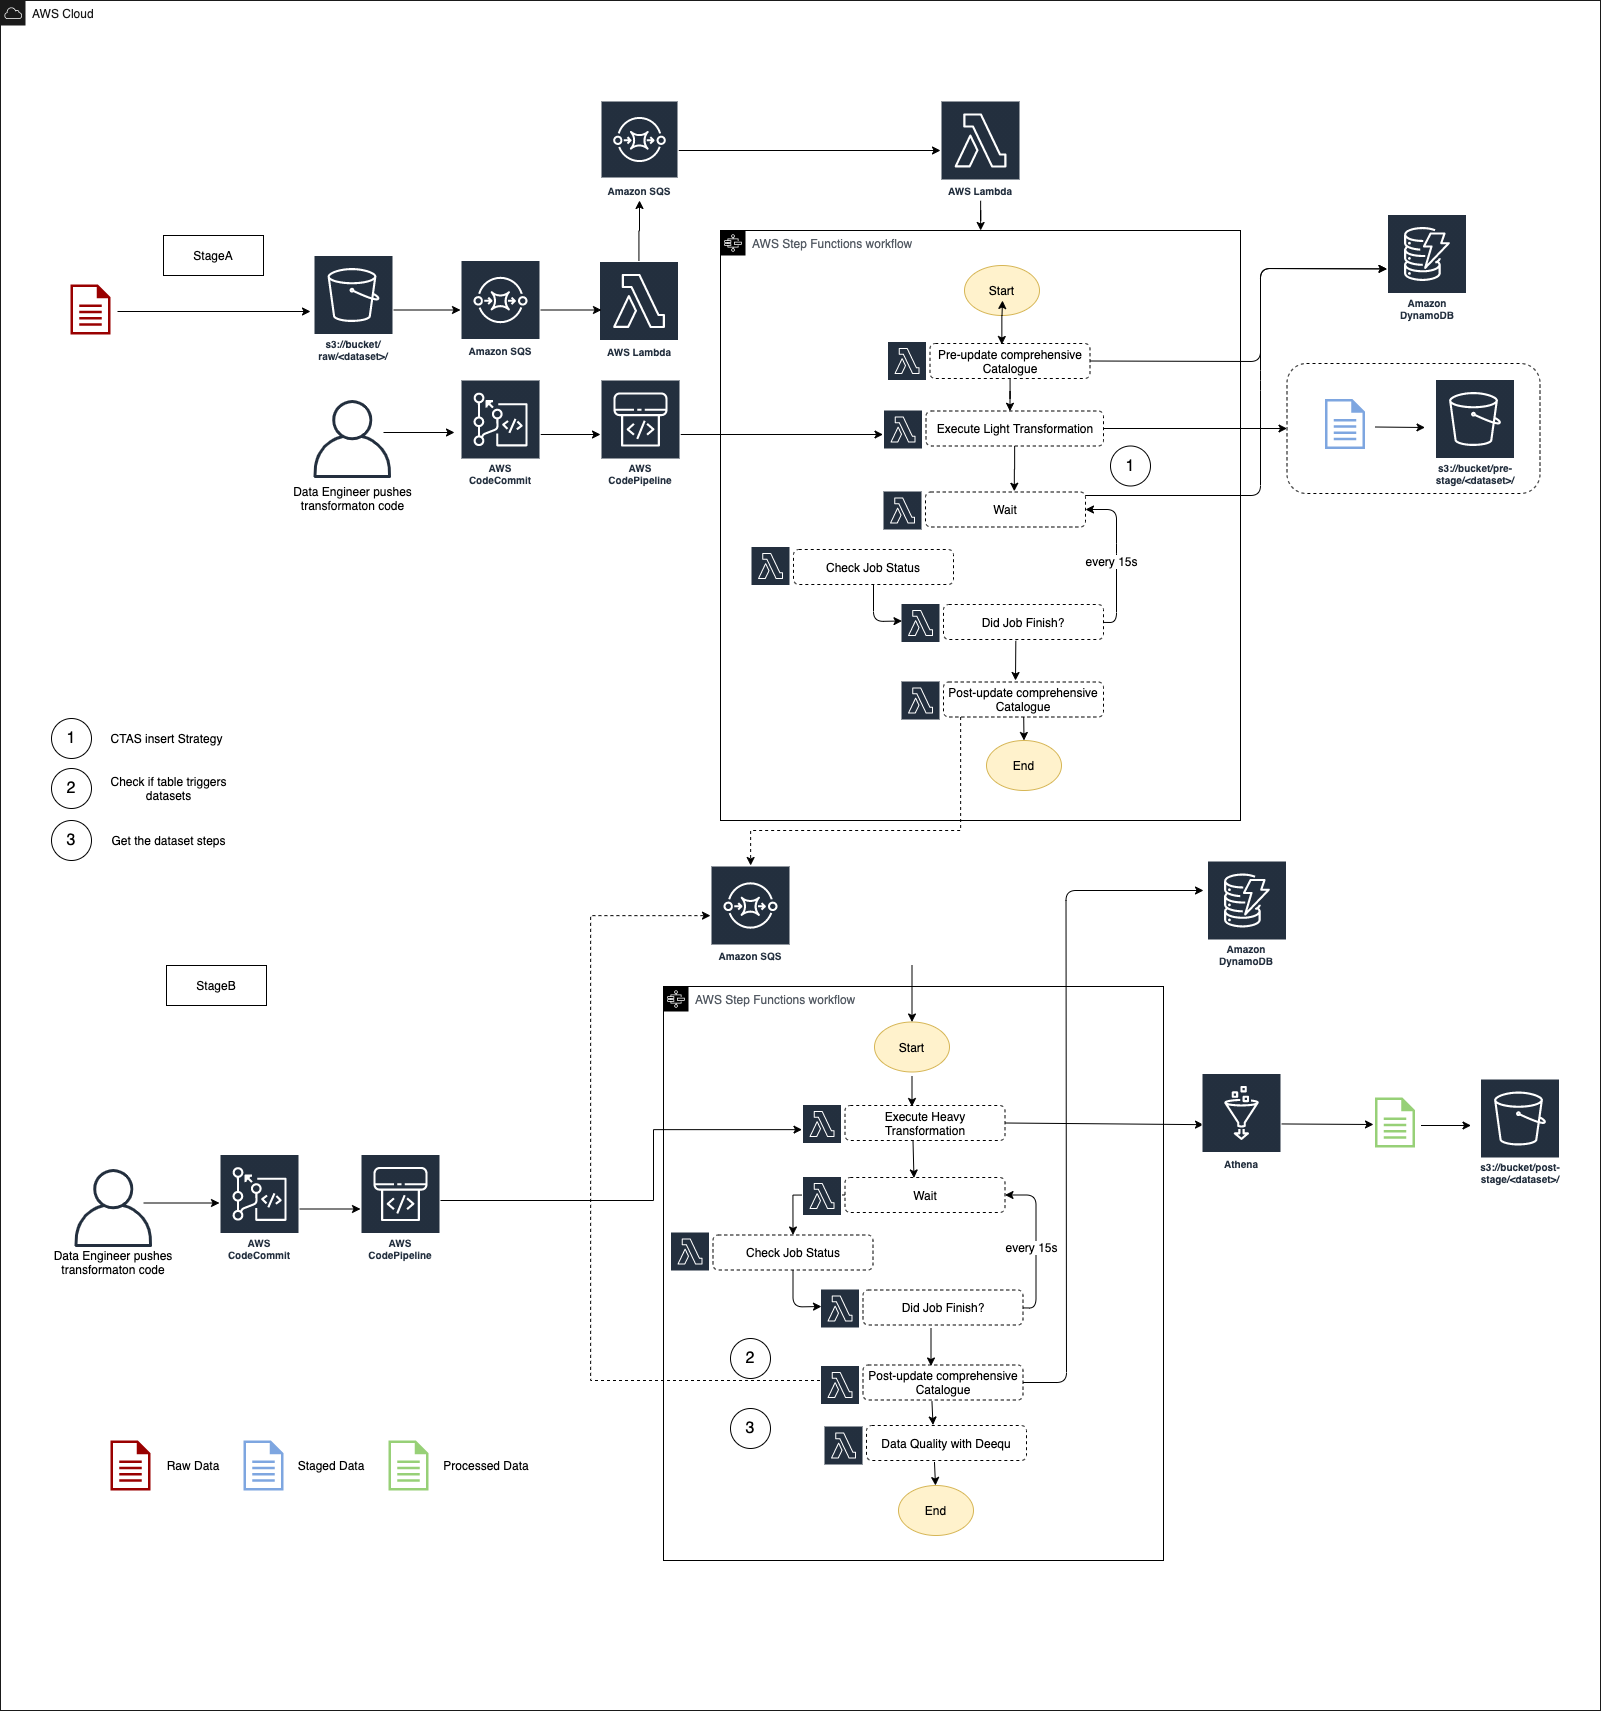 AWS Cloud
Amazon SQS
AWS Lambda
StageA
AWS Step Functions workflow
Start
Amazon
DynamoDB
s3://bucket/
raw/<dataset>/
Amazon SQS
AWS Lambda
Pre-update comprehensive
Catalogue
Execute Light Transformation
1
s3://bucket/pre-
stage/<dataset>/
AWS
CodeCommit
AWS
CodePipeline
Data Engineer pushes
transformaton code
Wait
every 15s
Check Job Status
Did Job Finish?
Post-update comprehensive
Catalogue
End
1
CTAS insert Strategy
2
Check if table triggers
datasets
3
Get the dataset steps
Amazon SQS
Amazon
DynamoDB
StageB
AWS Step Functions workflow
Start
Execute Heavy
Transformation
Athena
s3://bucket/post-
stage/<dataset>/
Wait
AWS
CodeCommit
AWS
CodePipeline
Data Engineer pushes
transformaton code
every 15s
Check Job Status
Did Job Finish?
2
Post-update comprehensive
Catalogue
3
Data Quality with Deequ
End
Raw Data
Staged Data
Processed Data